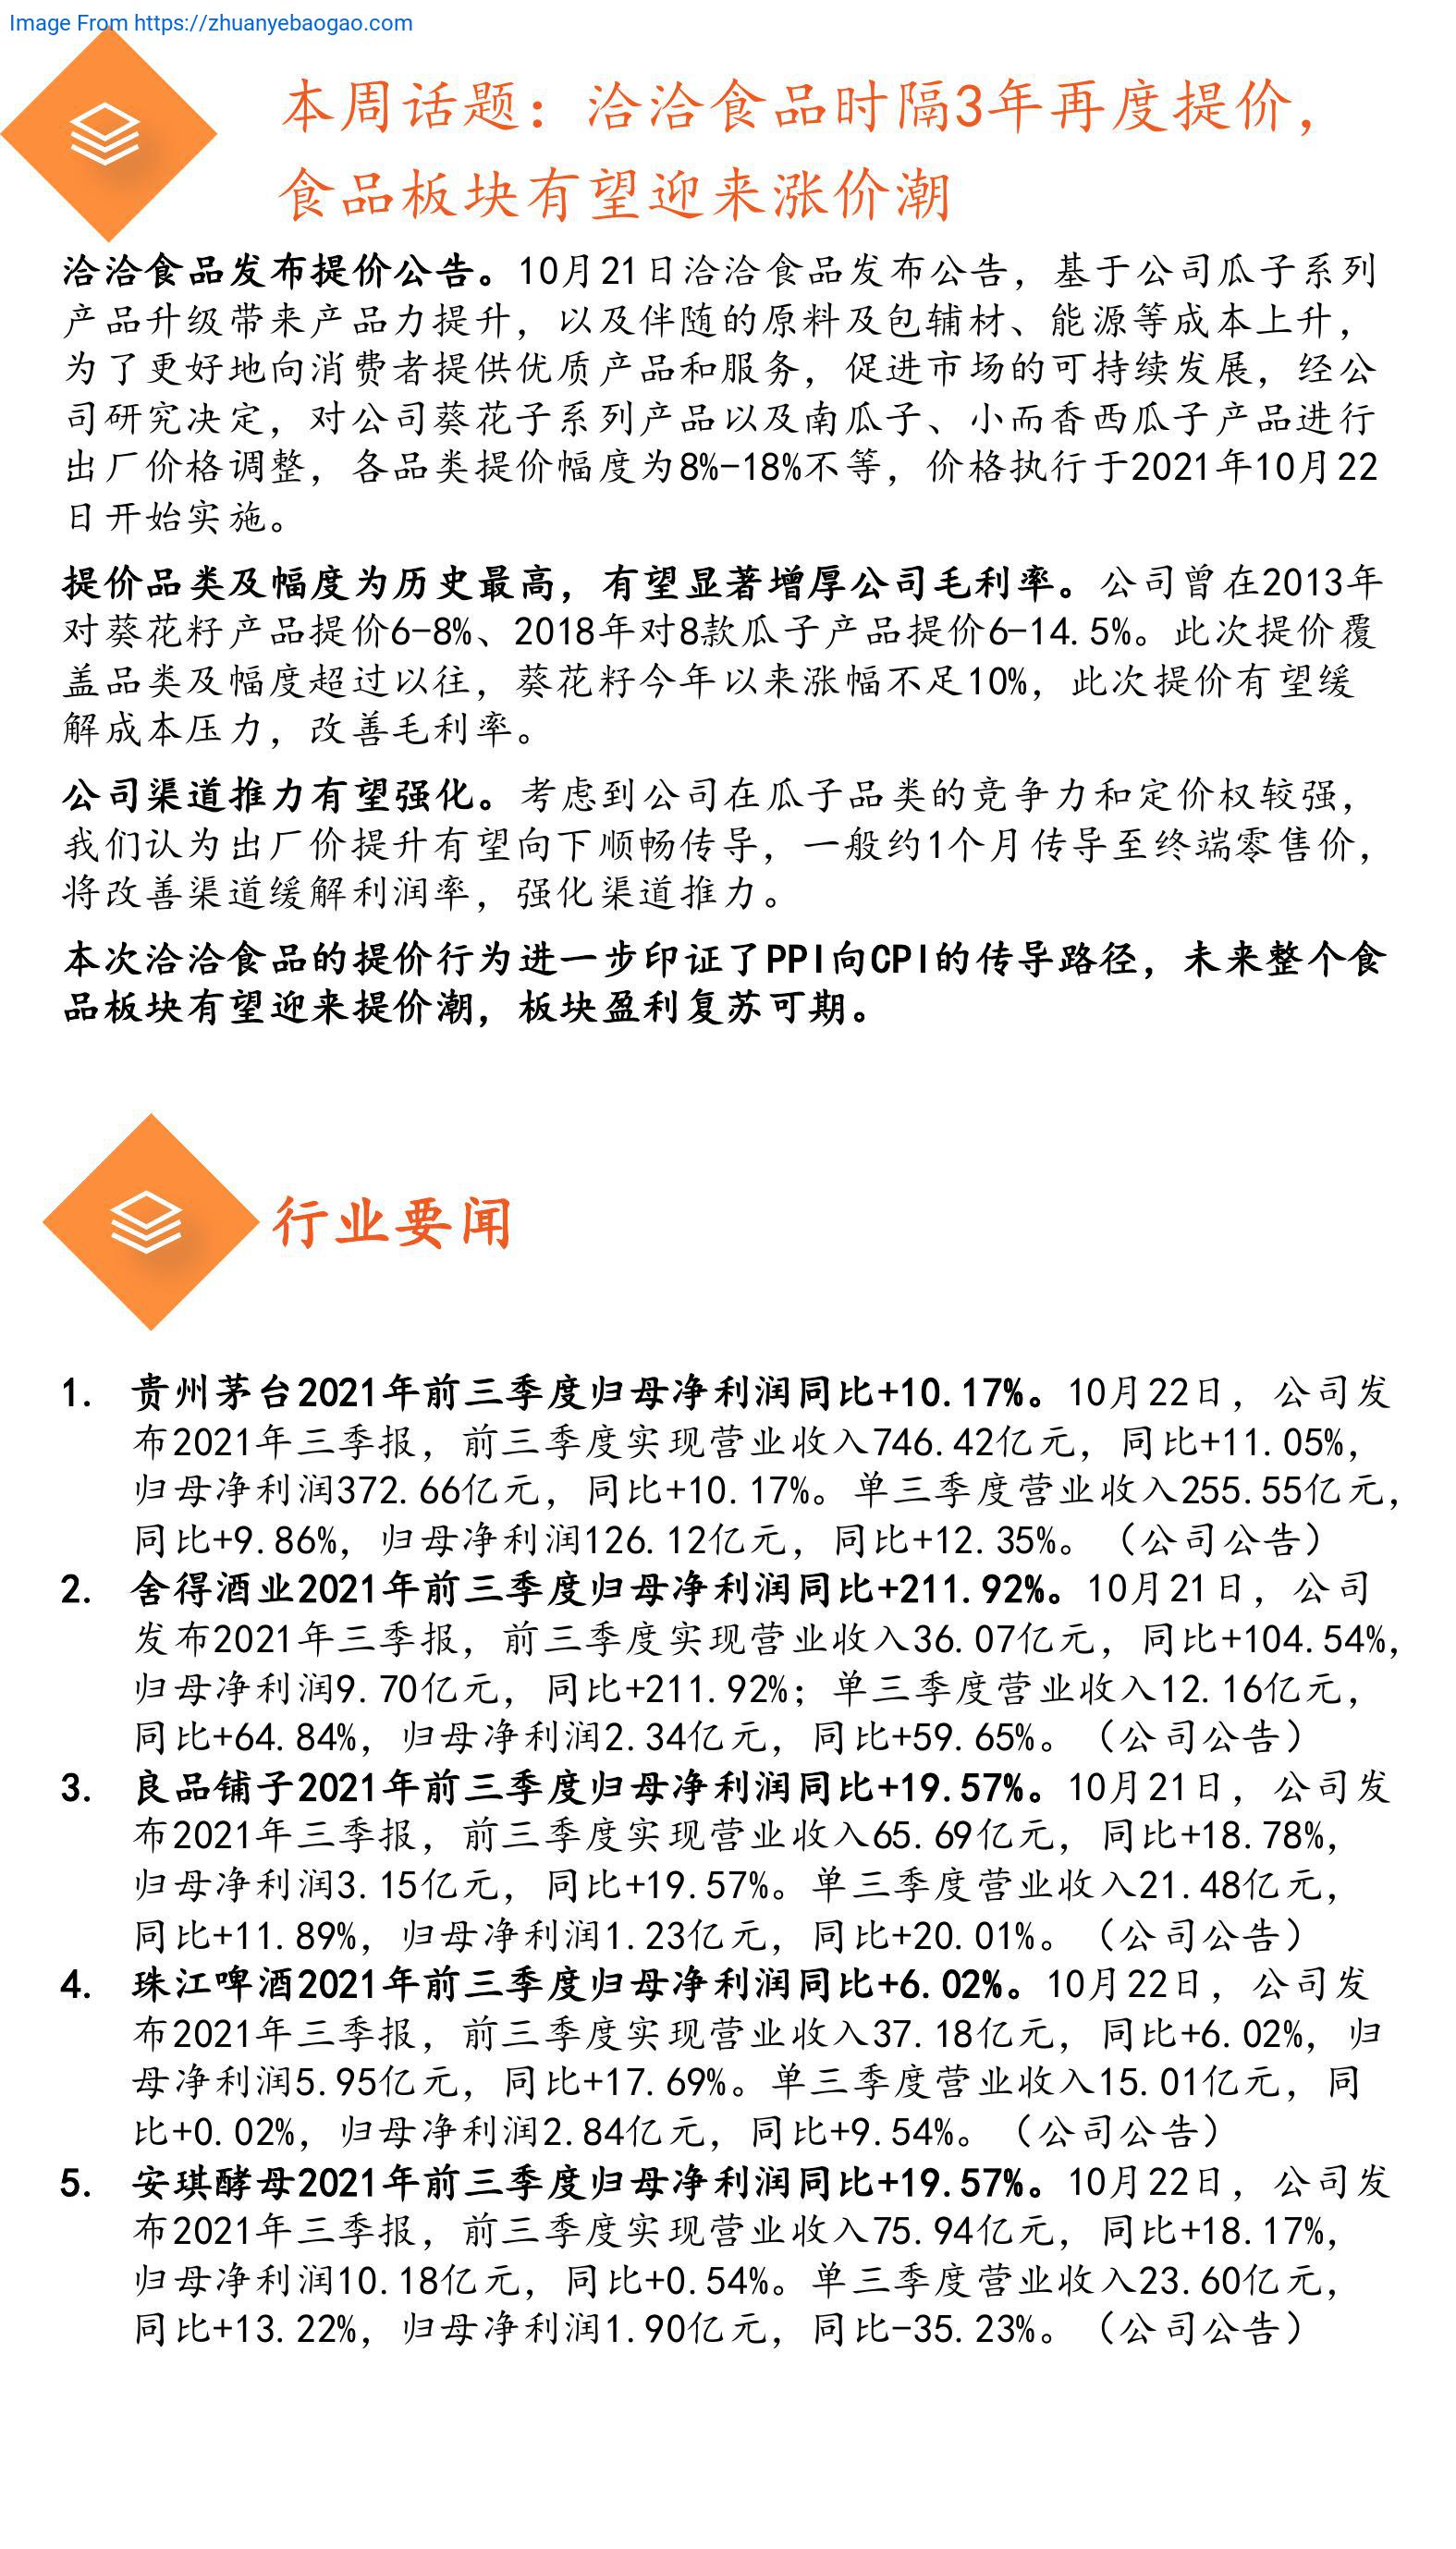 Image From https://zhuanyebaogao.com
本周话题：洽洽食品时隔3年再度提价，
食品板块有望迎来涨价潮
洽洽食品发布提价公告。10月21日洽洽食品发布公告，基于公司瓜子系列
产品升级带来产品力提升，以及伴随的原料及包辅材、能源等成本上升，
为了更好地向消费者提供优质产品和服务，促进市场的可持续发展，经公
司研究决定，对公司葵花子系列产品以及南瓜子、小而香西瓜子产品进行
出厂价格调整，各品类提价幅度为8%-18%不等，价格执行于2021年10月22
日开始实施。
提价品类及幅度为历史最高，有望显著增厚公司毛利率。公司曾在2013年
对葵花籽产品提价6-8%、2018年对8款瓜子产品提价6-14.5%。此次提价覆
盖品类及幅度超过以往，葵花籽今年以来涨幅不足10%，此次提价有望缓
解成本压力，改善毛利率。
公司渠道推力有望强化。考虑到公司在瓜子品类的竞争力和定价权较强，
我们认为出厂价提升有望向下顺畅传导，一般约1个月传导至终端零售价，
将改善渠道缓解利润率，强化渠道推力。
本次洽洽食品的提价行为进一步印证了PPI向CPI的传导路径，未来整个食
品板块有望迎来提价潮，板块盈利复苏可期。
行业要闻
1. 贵州茅台2021年前三季度归母净利润同比+10.17%。10月22日，公司发
布2021年三季报，前三季度实现营业收入746.42亿元，同比+11.05%，
归母净利润372.66亿元，同比+10.17%。单三季度营业收入255.55亿元，
同比+9.86%，归母净利润126.12亿元，同比+12.35%。（公司公告）
2. 舍得酒业2021年前三季度归母净利润同比+211.92%。10月21日，公司
发布2021年三季报，前三季度实现营业收入36.07亿元，同比+104.54%，
归母净利润9.70亿元，同比+211.92%；单三季度营业收入12.16亿元，
同比+64.84%，归母净利润2.34亿元，同比+59.65%。（公司公告）
3. 良品铺子2021年前三季度归母净利润同比+19.57%。10月21日，公司发
布2021年三季报，前三季度实现营业收入65.69亿元，同比+18.78%，
归母净利润3.15亿元，同比+19.57%。单三季度营业收入21.48亿元，
同比+11.89%，归母净利润1.23亿元，同比+20.01%。（公司公告）
4. 珠江啤酒2021年前三季度归母净利润同比+6.02%。10月22日，公司发
布2021年三季报，前三季度实现营业收入37.18亿元，同比+6.02%，归
母净利润5.95亿元，同比+17.69%。单三季度营业收入15.01亿元，同
比+0.02%，归母净利润2.84亿元，同比+9.54%。（公司公告）
5. 安琪酵母2021年前三季度归母净利润同比+19.57%。10月22日，公司发
布2021年三季报，前三季度实现营业收入75.94亿元，同比+18.17%，
归母净利润10.18亿元，同比+0.54%。单三季度营业收入23.60亿元，
同比+13.22%，归母净利润1.90亿元，同比-35.23%。（公司公告）